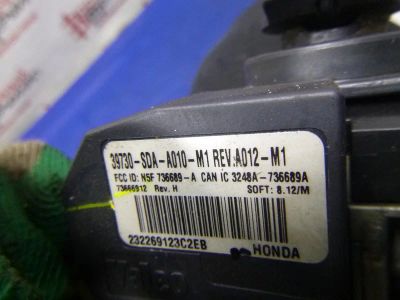 39730-SDA-A010-M1 REV:A012-M1
FCC ID: N5F 736689-A CAN IC 3248A-736689A
73666912 Rev. H SOFT: 8.12/M
232269123C2EB HONDA